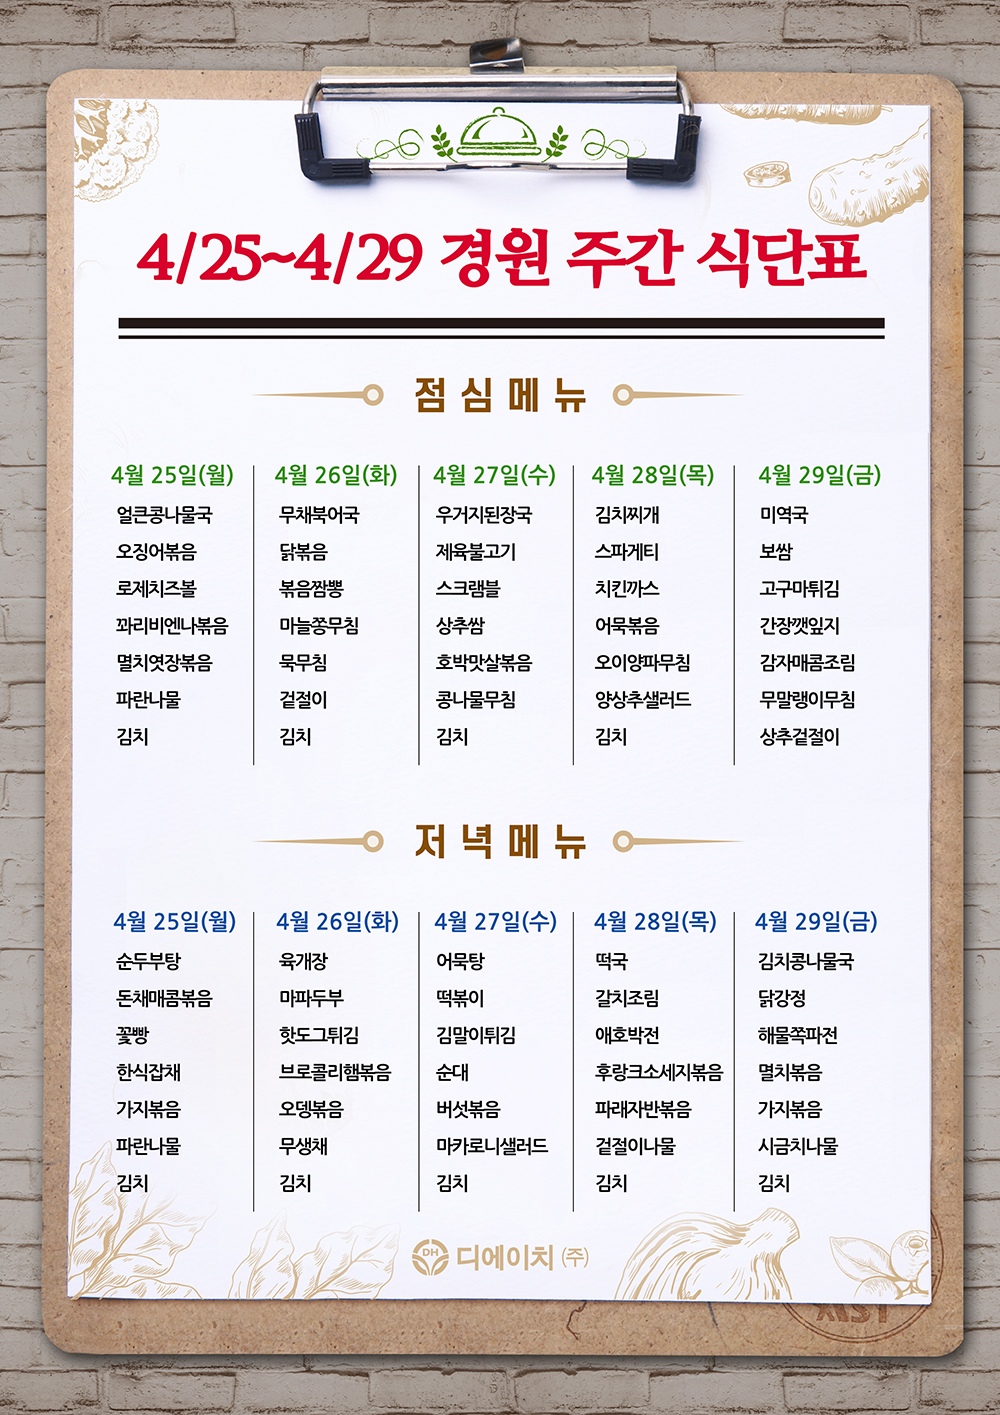 4/25~4/29 경원 주간 식단표
점심메뉴
4월 25일(월)
얼큰콩나물국
오징어볶음
로제치즈볼
꽈리비엔나볶음
멸치엿장볶음
파란나물
김치
4월 26일(화)
무채북어국
닭볶음
볶음짬뽕
마늘쫑무침
묵무침
겉절이
김치
4월 27일(수)
우거지된장국
제육불고기
스크램블
상추쌈
호박맛살볶음
콩나물무침
김치
4월 28일(목)
김치찌개
스파게티
치킨까스
어묵볶음
오이양파무침
양상추샐러드
김치
4월 29일(금)
미역국
보쌈
고구마튀김
간장깻잎지
감자매콤조림
무말랭이무침
상추겉절이
저녁메뉴
4월 25일(월)
순두부탕
돈채매콤볶음
꽃빵
한식잡채
가지볶음
파란나물
김치
4월 26일(화)
육개장
마파두부
핫도그튀김
브로콜리햄볶음
오뎅볶음
무생채
김치
4월 27일(수)
어묵탕
떡볶이
김말이튀김
순대
버섯볶음
마카로니샐러드
김치
4월 28일(목)
떡국
갈치조림
애호박전
후랑크소세지볶음
파래자반볶음
겉절이나물
김치
4월 29일(금)
김치콩나물국
닭강정
해물쪽파전
멸치볶음
가지볶음
시금치나물
김치
DH 디에이치 (주)